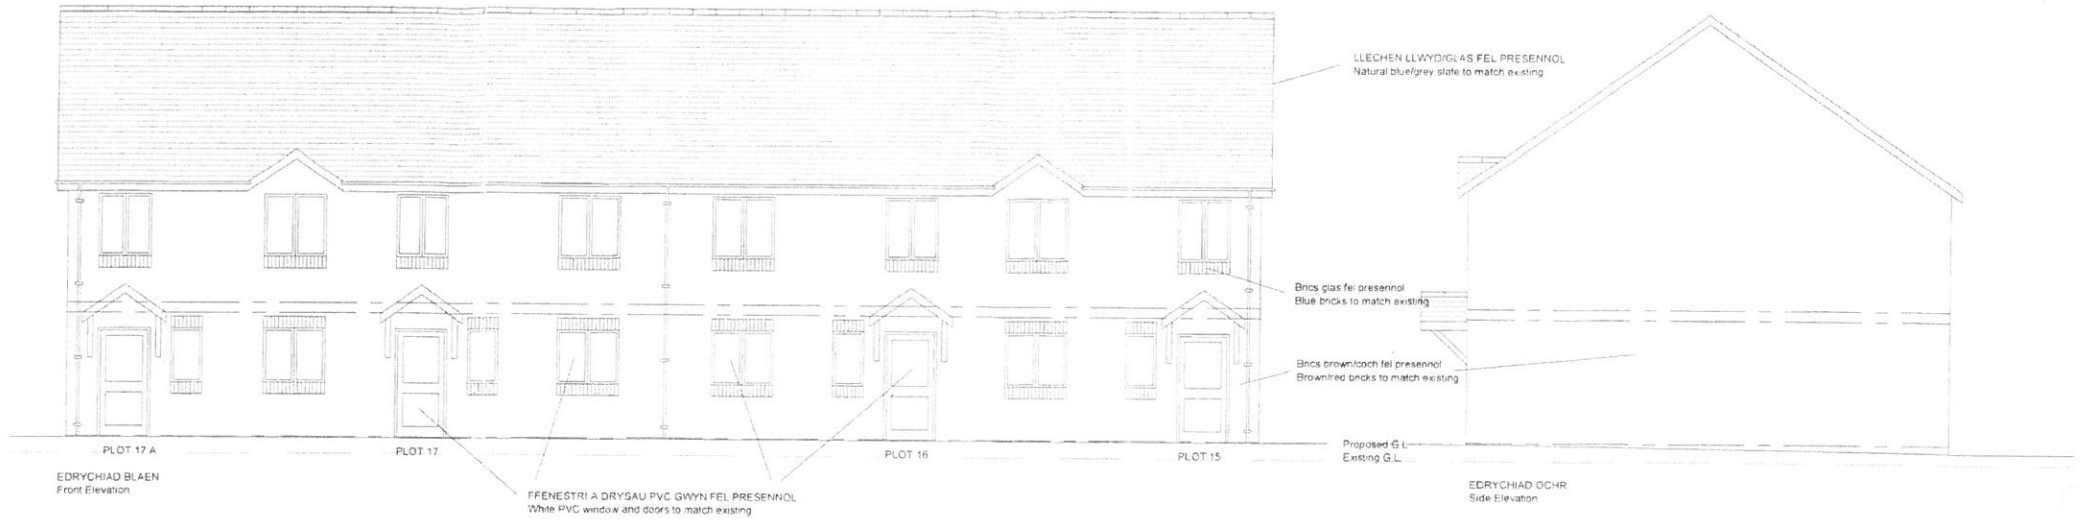 LLECHEN LLWYD/GLAS FEL PRESENNOL
Natural blue/grey slate to match existing
Brics glas fel presennol
Blue bricks to match existing
Brics brown/coch fel presennol
Brown/red bricks to match existing
Proposed G.L
Existing G.L.
PLOT 17 A
PLOT 17
PLOT 16
PLOT 15
EDRYCHIAD BLAEN
Front Elevation
FFENESTRI A DRYSAU PVC GWYN FEL PRESENNOL
White PVC window and doors to match existing
EDRYCHIAD OCHR
Side Elevation